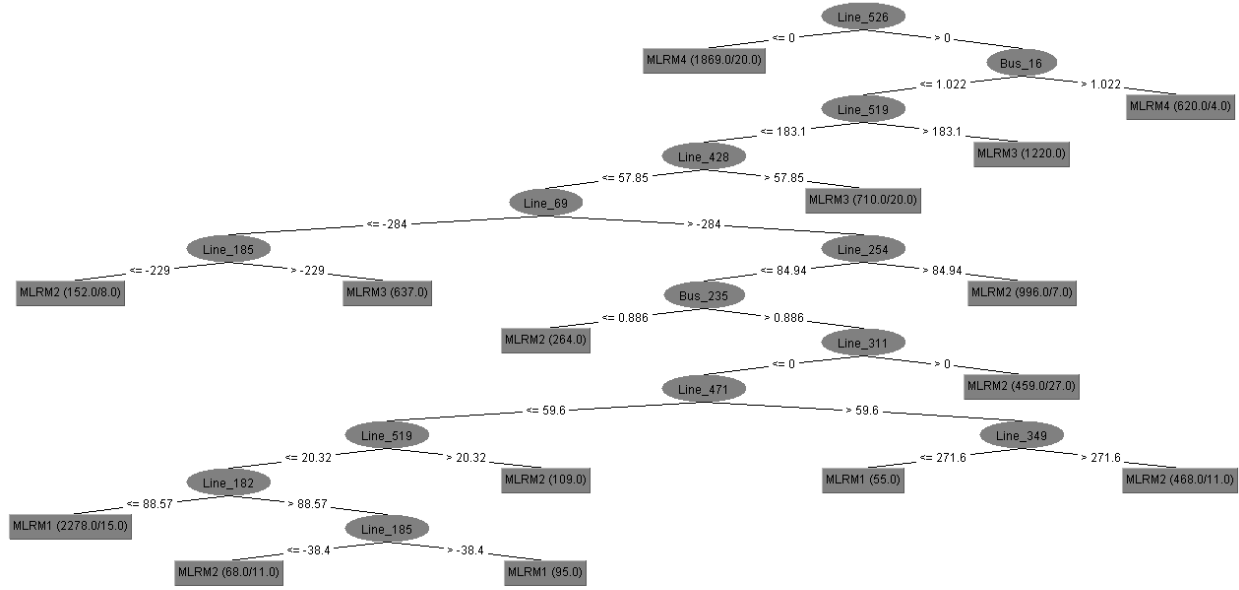 Line_526
<= 0 > 0
MLRM4 (1869.0/20.0) Bus_16
<= 1.022 > 1.022
Line_519 MLRM4 (620.0/4.0)
<= 183.1 > 183.1
Line_428 MLRM3 (1220.0)
<= 57.85 > 57.85
Line_69 MLRM3 (710.0/20.0)
<= -284 > -284
Line_185 Line_254
<= -229 > -229 <= 84.94 > 84.94
MLRM2 (152.0/8.0) MLRM3 (637.0) Bus_235 MLRM2 (996.0/7.0)
<= 0.886 > 0.886
MLRM2 (264.0) Line_311
<= 0 > 0
Line_471 MLRM2 (459.0/27.0)
<= 59.6 > 59.6
Line_519 Line_349
<= 20.32 > 20.32 <= 271.6 > 271.6
Line_182 MLRM2 (109.0) MLRM1 (55.0) MLRM2 (468.0/11.0)
<= 88.57 > 88.57
MLRM1 (2278.0/15.0) Line_185
<= -38.4 > -38.4
MLRM2 (68.0/11.0) MLRM1 (95.0)